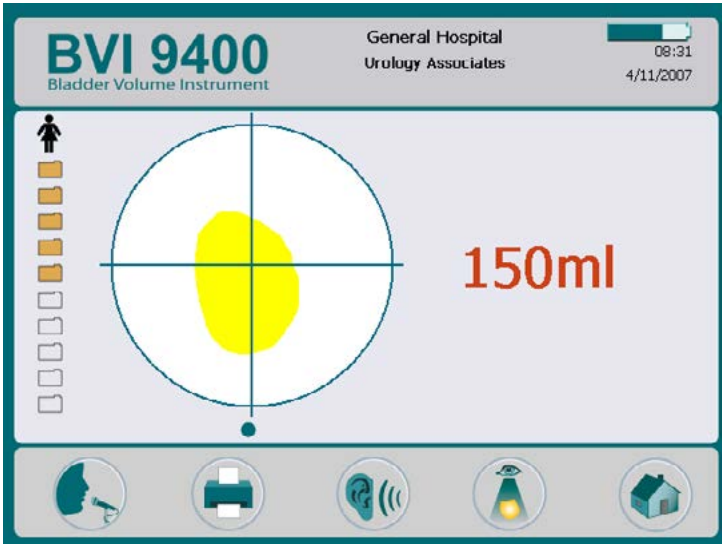 BVI 9400
Bladder Volume Instrument
General Hospital
Urology Associates
08:31
4/11/2007
150ml